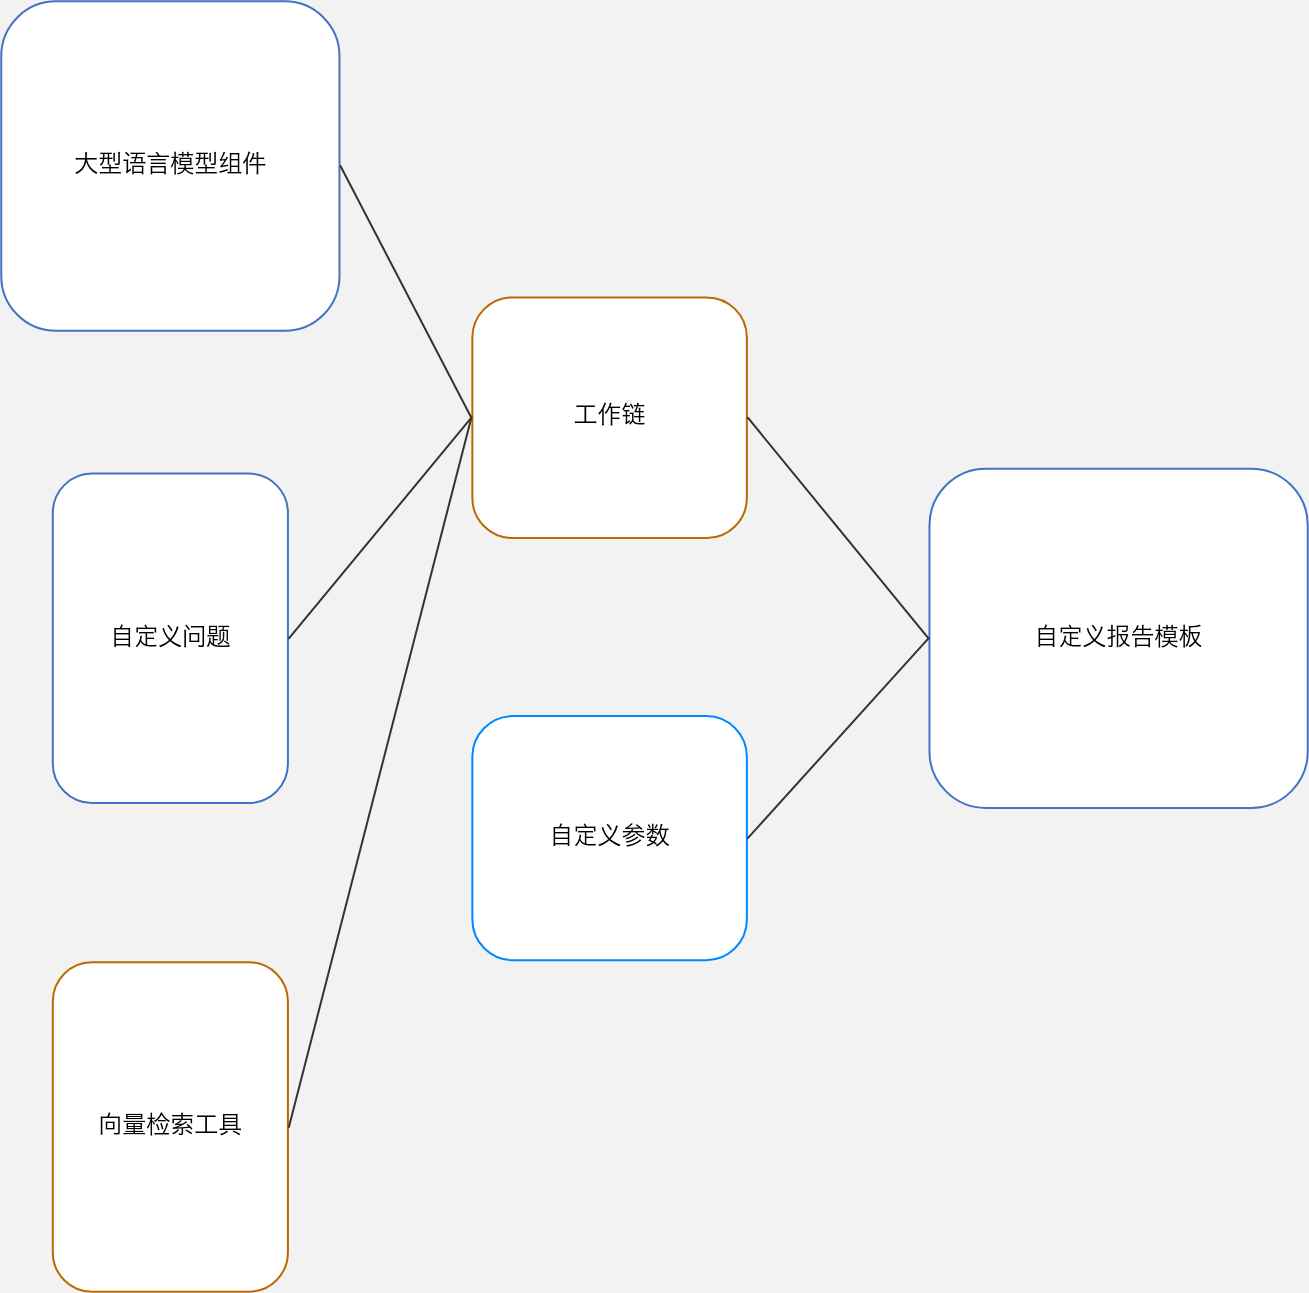 大型语言模型组件
工作链
自定义问题
自定义报告模板
自定义参数
向量检索工具